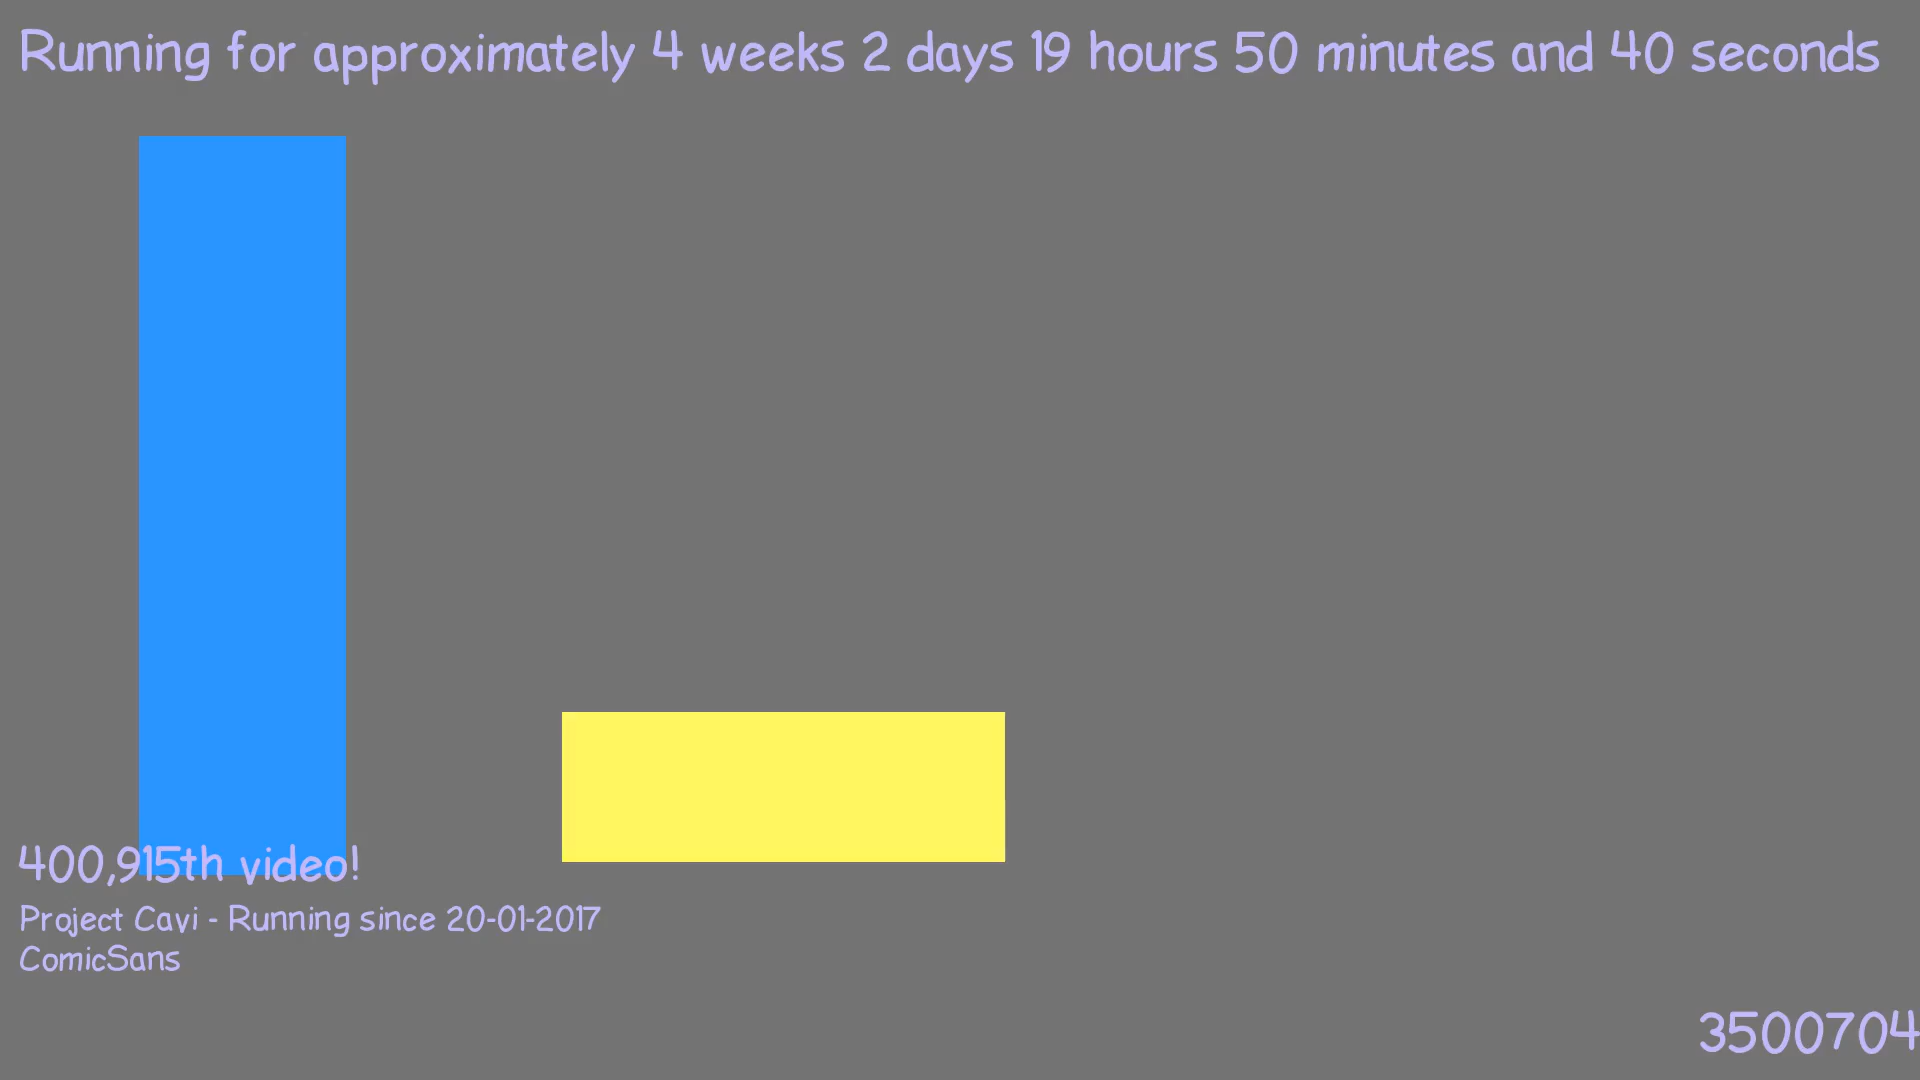 Running for approximately 4 weeks 2 days 19 hours 50 minutes and 40 seconds
400,915th video!
Project Cavi - Running since 20-01-2017
ComicSans
3500704